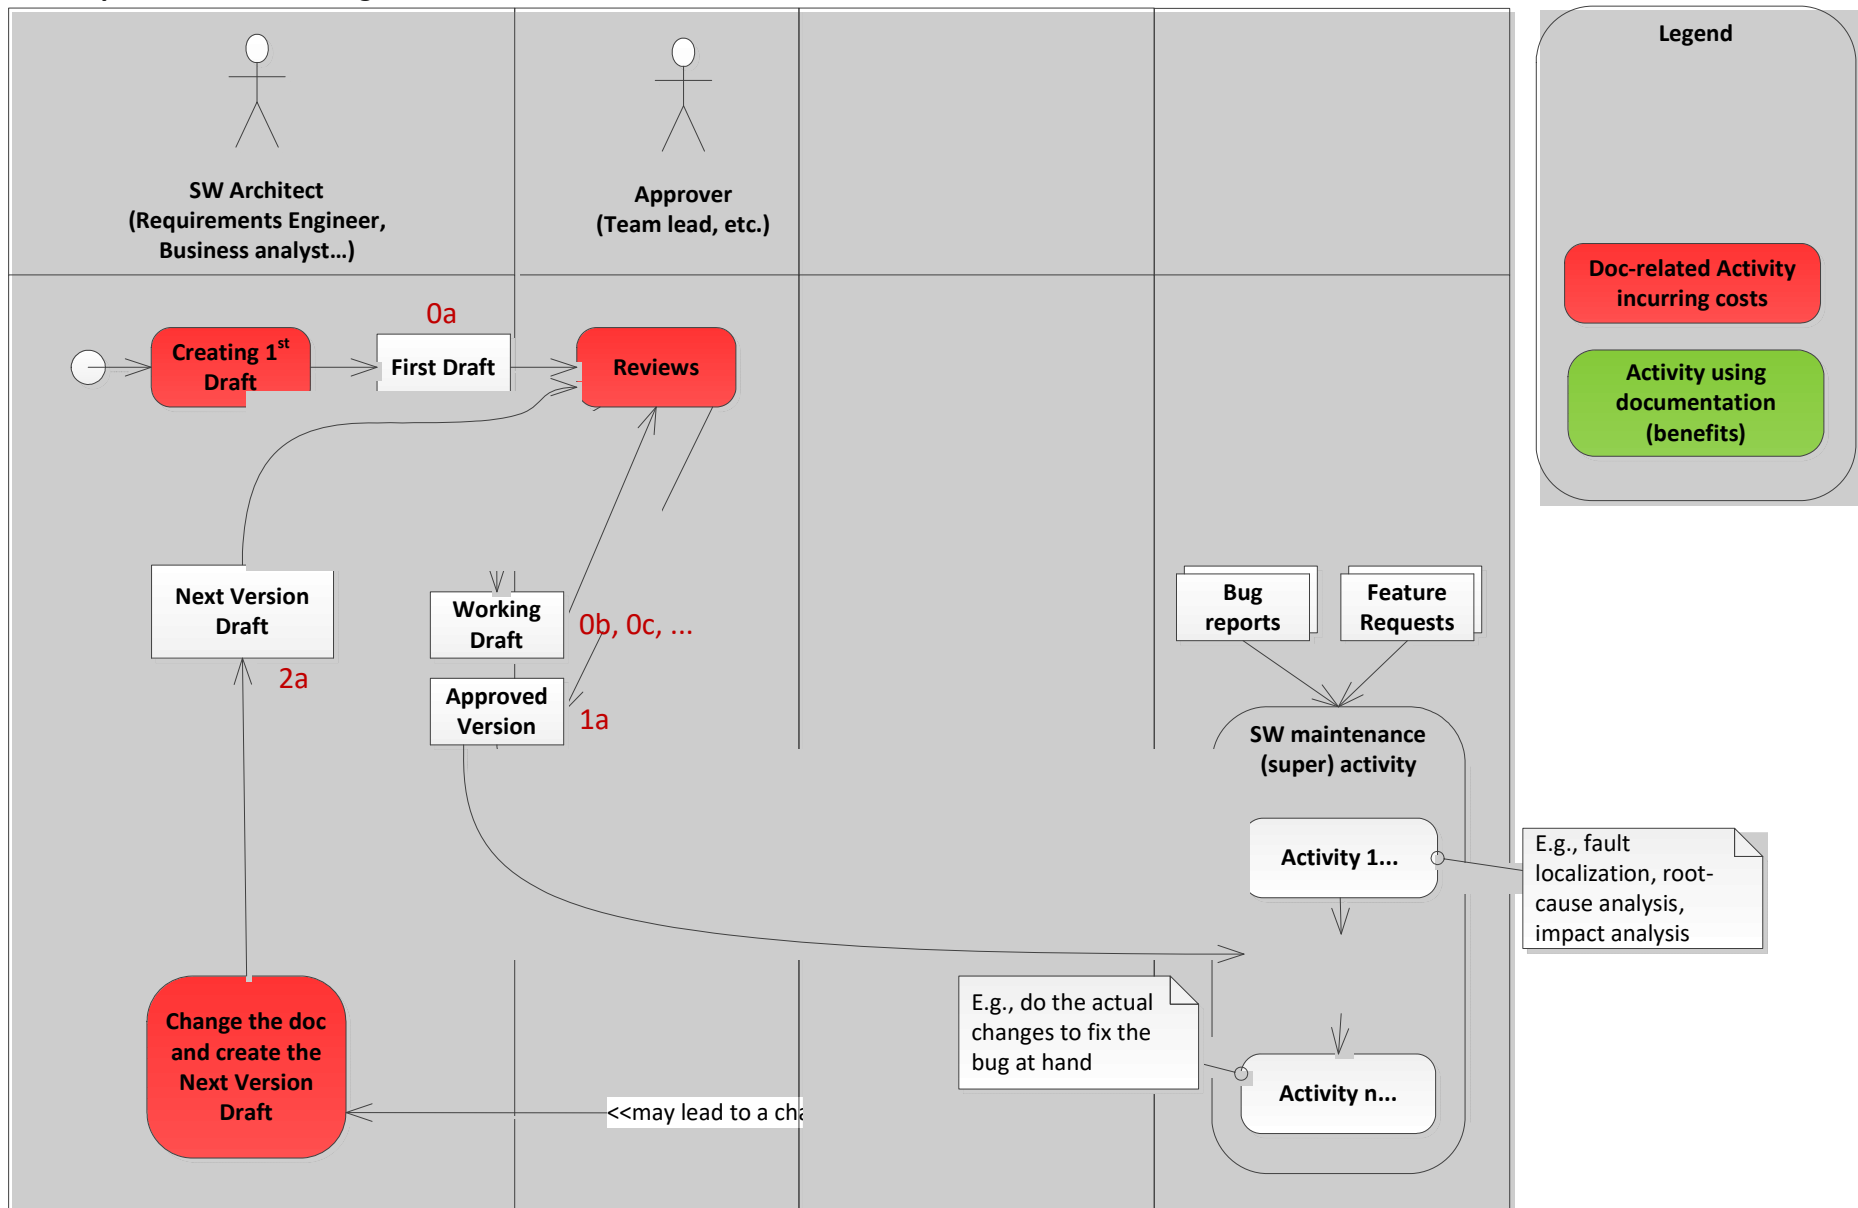 SW Architect
(Requirements Engineer,
Business analyst...)
Approver
(Team lead, etc.)
Legend
Doc-related Activity
incurring costs
Activity using
documentation
(benefits)
0a
Creating 1st
Draft
First Draft
Reviews
Next Version
Draft
2a
Working
Draft
0b, 0c, ...
Approved
Version
1a
Bug
reports
Feature
Requests
SW maintenance
(super) activity
Activity 1...
E.g., fault
localization, root-
cause analysis,
impact analysis
E.g., do the actual
changes to fix the
bug at hand
Activity n...
Change the doc
and create the
Next Version
Draft
<<may lead to a